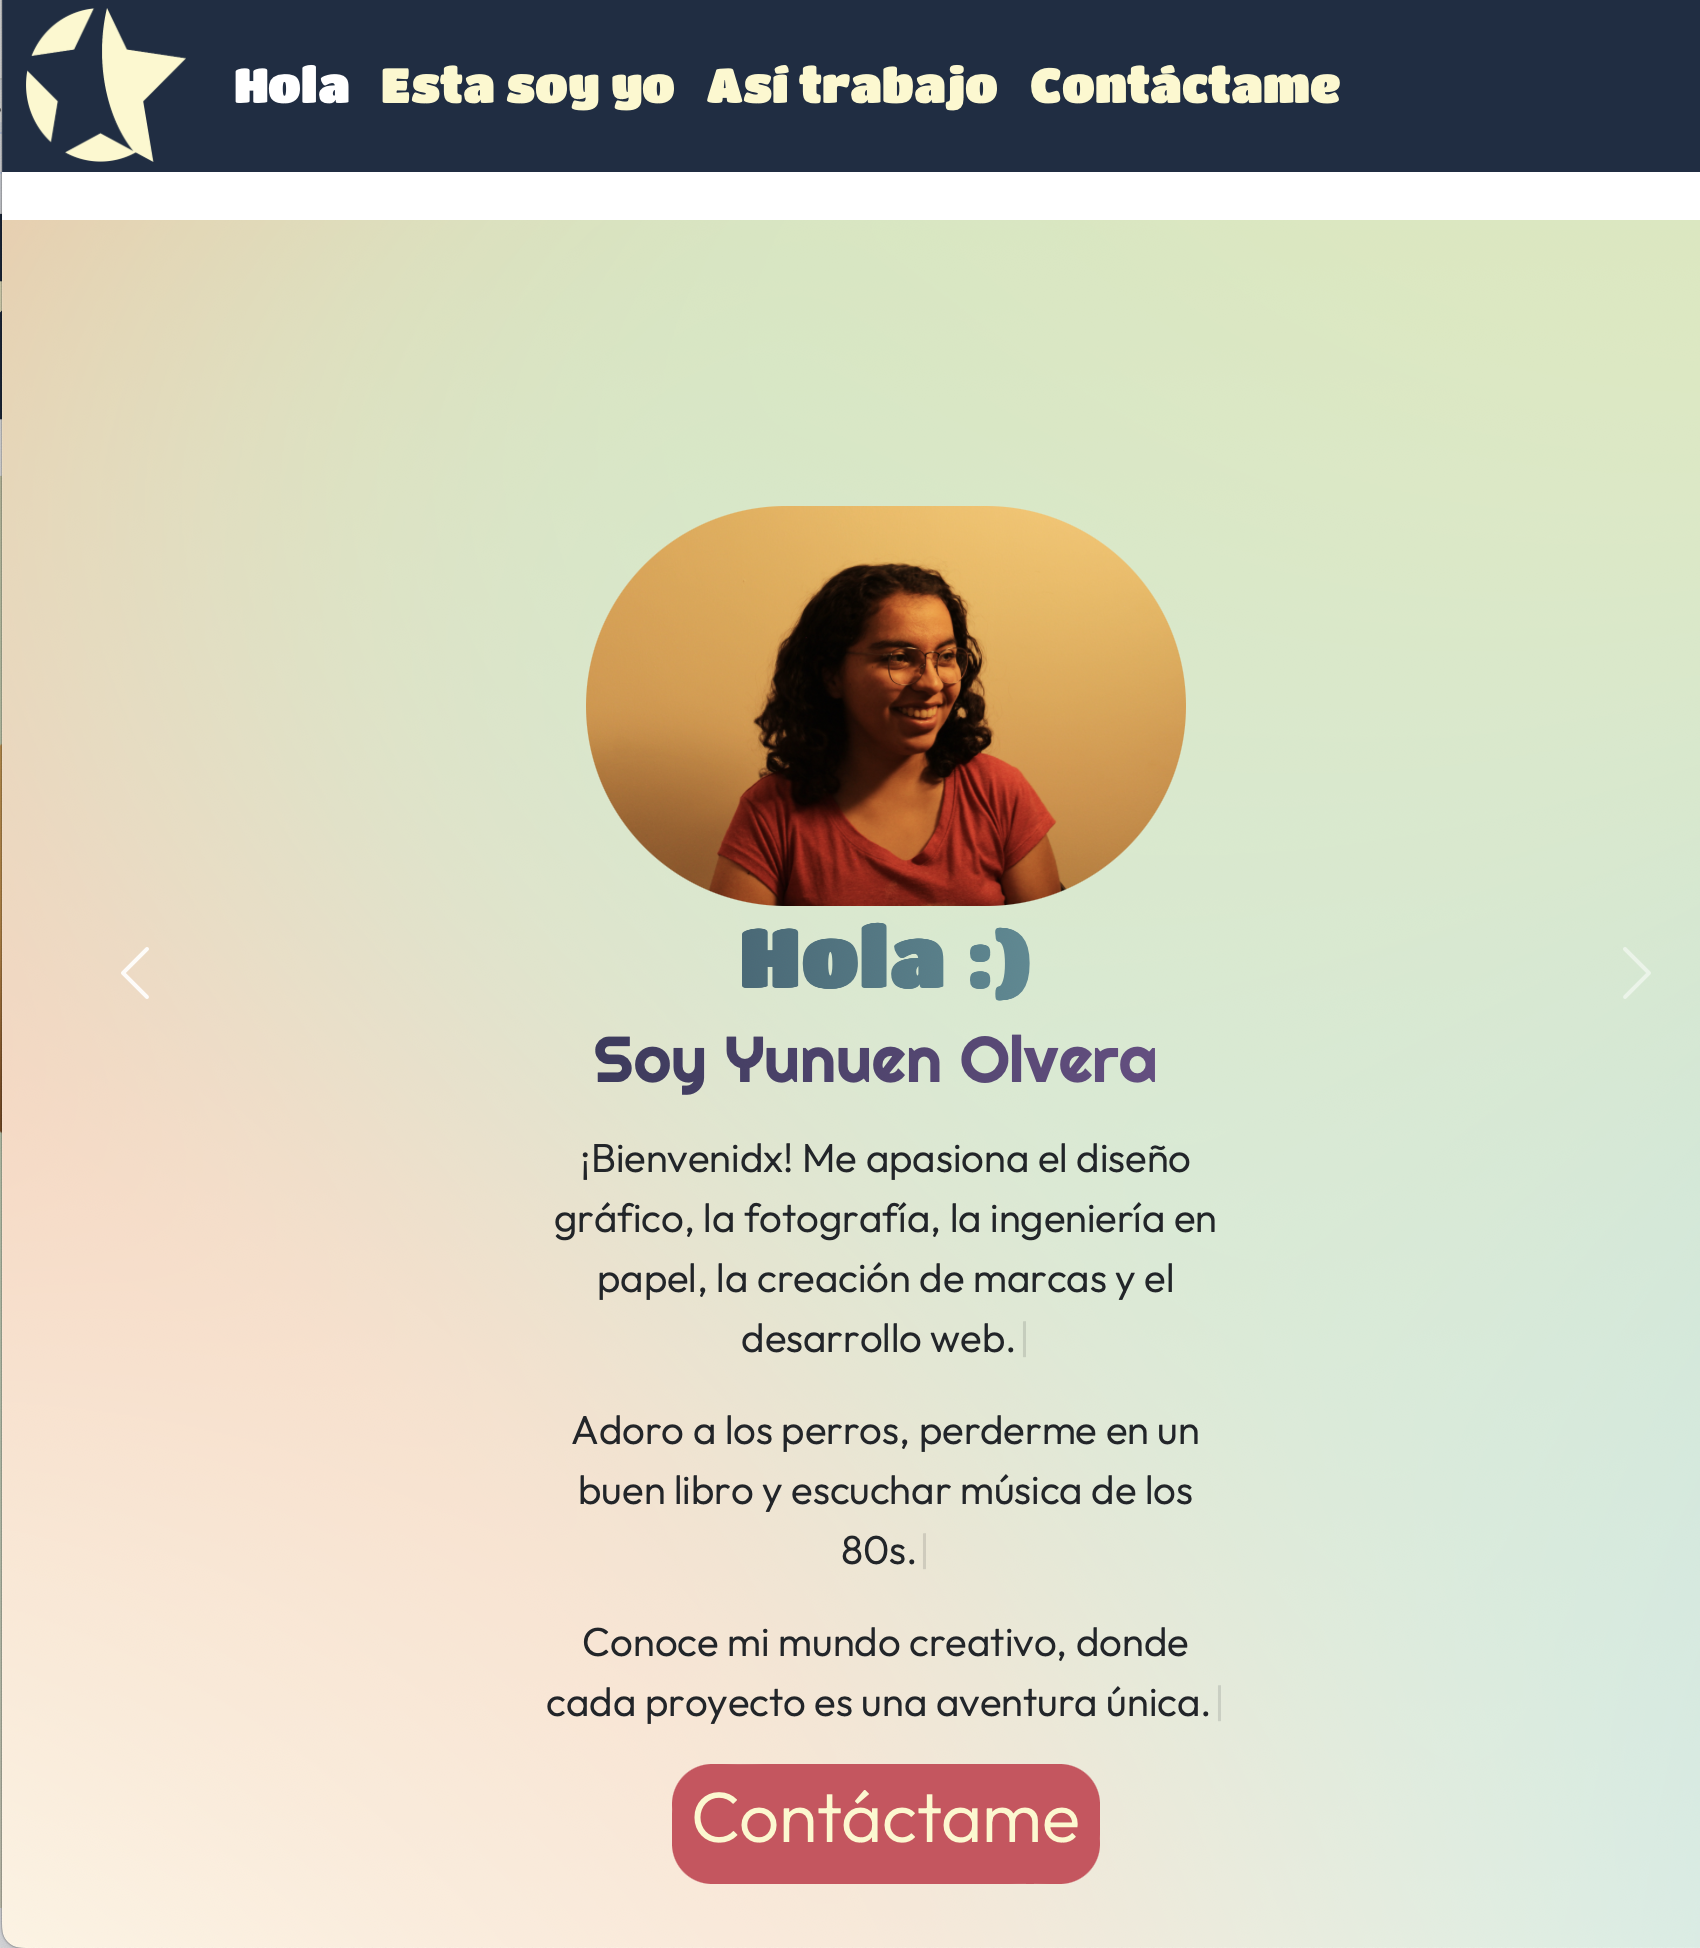 Hola Esta soy yo Así trabajo Contáctame
Hola :)
Soy Yunuen Olvera
¡Bienvenidx! Me apasiona el diseño
gráfico, la fotografía, la ingeniería en
papel, la creación de marcas y el
desarrollo web.
Adoro a los perros, perderme en un
buen libro y escuchar música de los
80s.
Conoce mi mundo creativo, donde
cada proyecto es una aventura única.
Contáctame